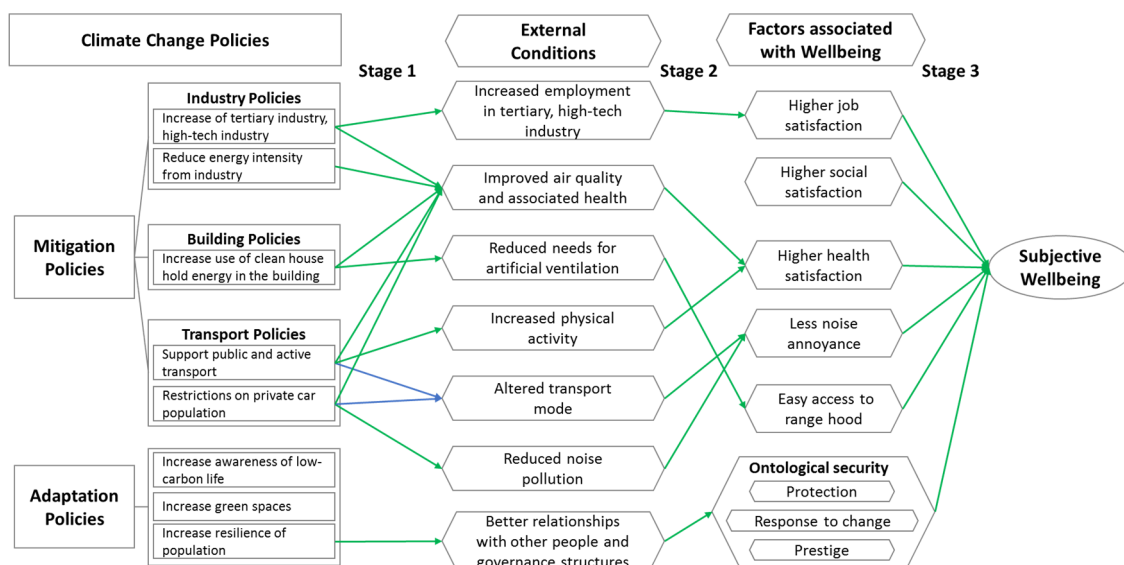 Climate Change Policies
Stage 1
External
Conditions
Stage 2
Factors associated
with Wellbeing
Stage 3
Mitigation
Policies
Industry Policies
Increase of tertiary industry,
high-tech industry
Reduce energy intensity
from industry
Building Policies
Increase use of clean house
hold energy in the building
Transport Policies
Support public and active
transport
Restrictions on private car
population
Adaptation
Policies
Increase awareness of low-
carbon life
Increase green spaces
Increase resilience of
population
Increased employment
in tertiary, high-tech
industry
Improved air quality
and associated health
Reduced needs for
artificial ventilation
Increased physical
activity
Altered transport
mode
Reduced noise
pollution
Better relationships
with other people and
governance structures
Higher job
satisfaction
Higher social
satisfaction
Higher health
satisfaction
Less noise
annoyance
Easy access to
range hood
Ontological security
Protection
Response to change
Prestige
Subjective
Wellbeing